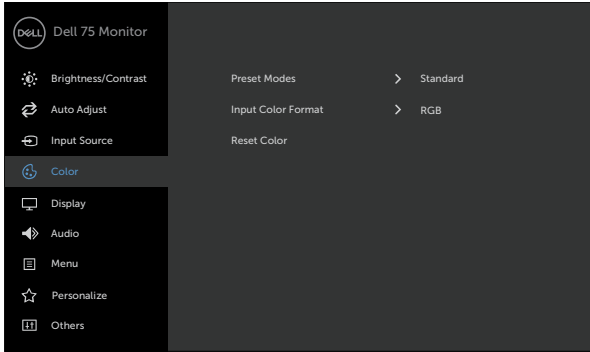 DELL Dell 75 Monitor
Brightness/Contrast Preset Modes Standard
Auto Adjust Input Color Format RGB
Input Source Reset Color
Color
Display
Audio
Menu
Personalize
Others